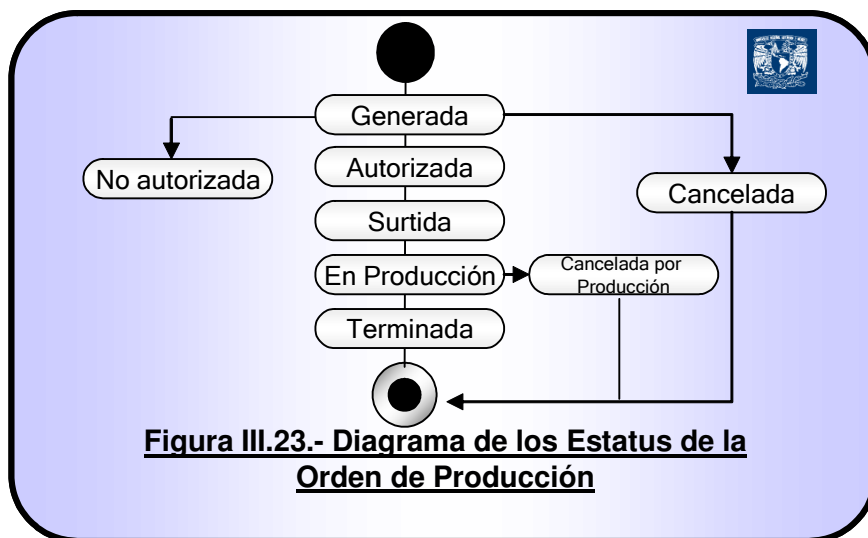 Generada
No autorizada
Autorizada
Cancelada
Surtida
En Producción
Cancelada por
Producción
Terminada
Figura III.23.- Diagrama de los Estatus de la
Orden de Producción